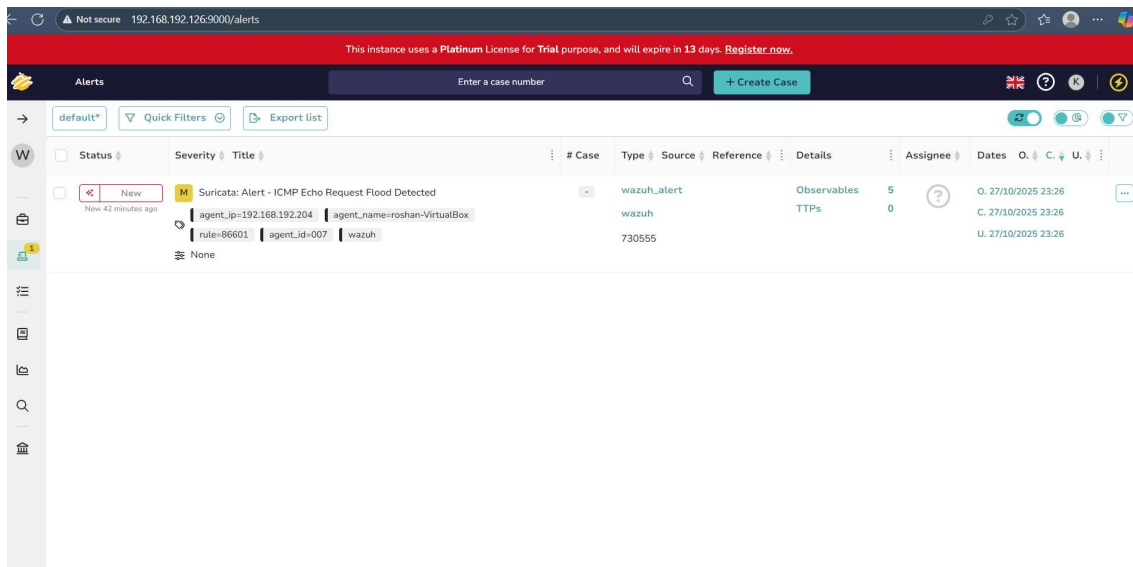 Not secure 192.168.192.126:9000/alerts
This instance uses a Platinum License for Trial purpose, and will expire in 13 days. Register now.
Alerts Enter a case number + Create Case K
default* Quick Filters Export list
W Status Severity Title # Case Type Source Reference Details Assignee Dates O. C. U.
New M Suricata: Alert - ICMP Echo Request Flood Detected - wazuh_alert Observables 5 ? O. 27/10/2025 23:26 ...
New 42 minutes ago agent_ip=192.168.192.204 agent_name=roshan-VirtualBox wazuh TTPs 0 C. 27/10/2025 23:26
rule=86601 agent_id=007 wazuh 730555 U. 27/10/2025 23:26
1 None